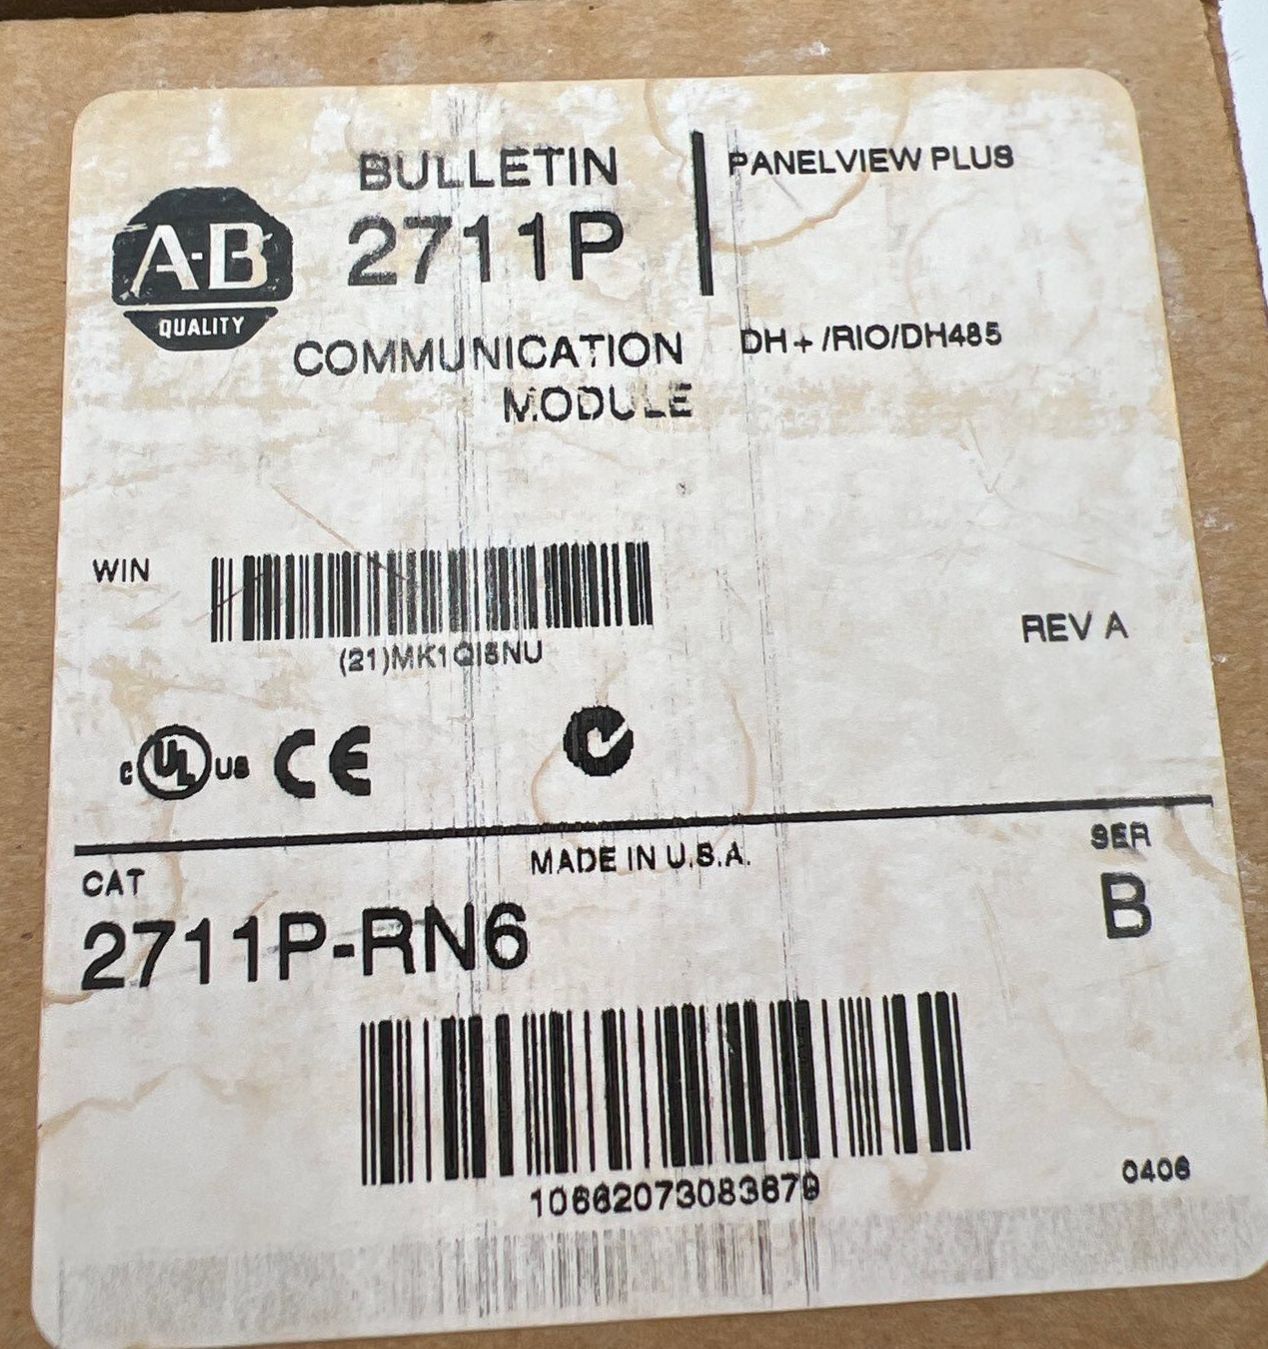 BULLETIN
2711P
PANELVIEW PLUS
A-B
QUALITY
COMMUNICATION
MODULE
DH+/RIO/DH485
WIN
(21)MK1QI5NU
REV A
C UL US CE
MADE IN U.S.A.
CAT
2711P-RN6
SER
B
10662073083679
0406